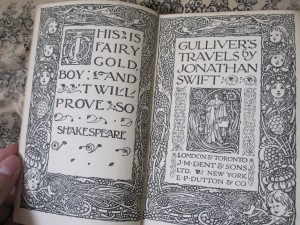 THIS IS
FAIRY
GOLD,
BOY; AND
'T WILL
PROVE SO
SHAKESPEARE
GULLIVER'S
TRAVELS by
JONATHAN
SWIFT
LONDON & TORONTO
J. M. DENT & SONS
LTD. NEW YORK
E. P. DUTTON & CO